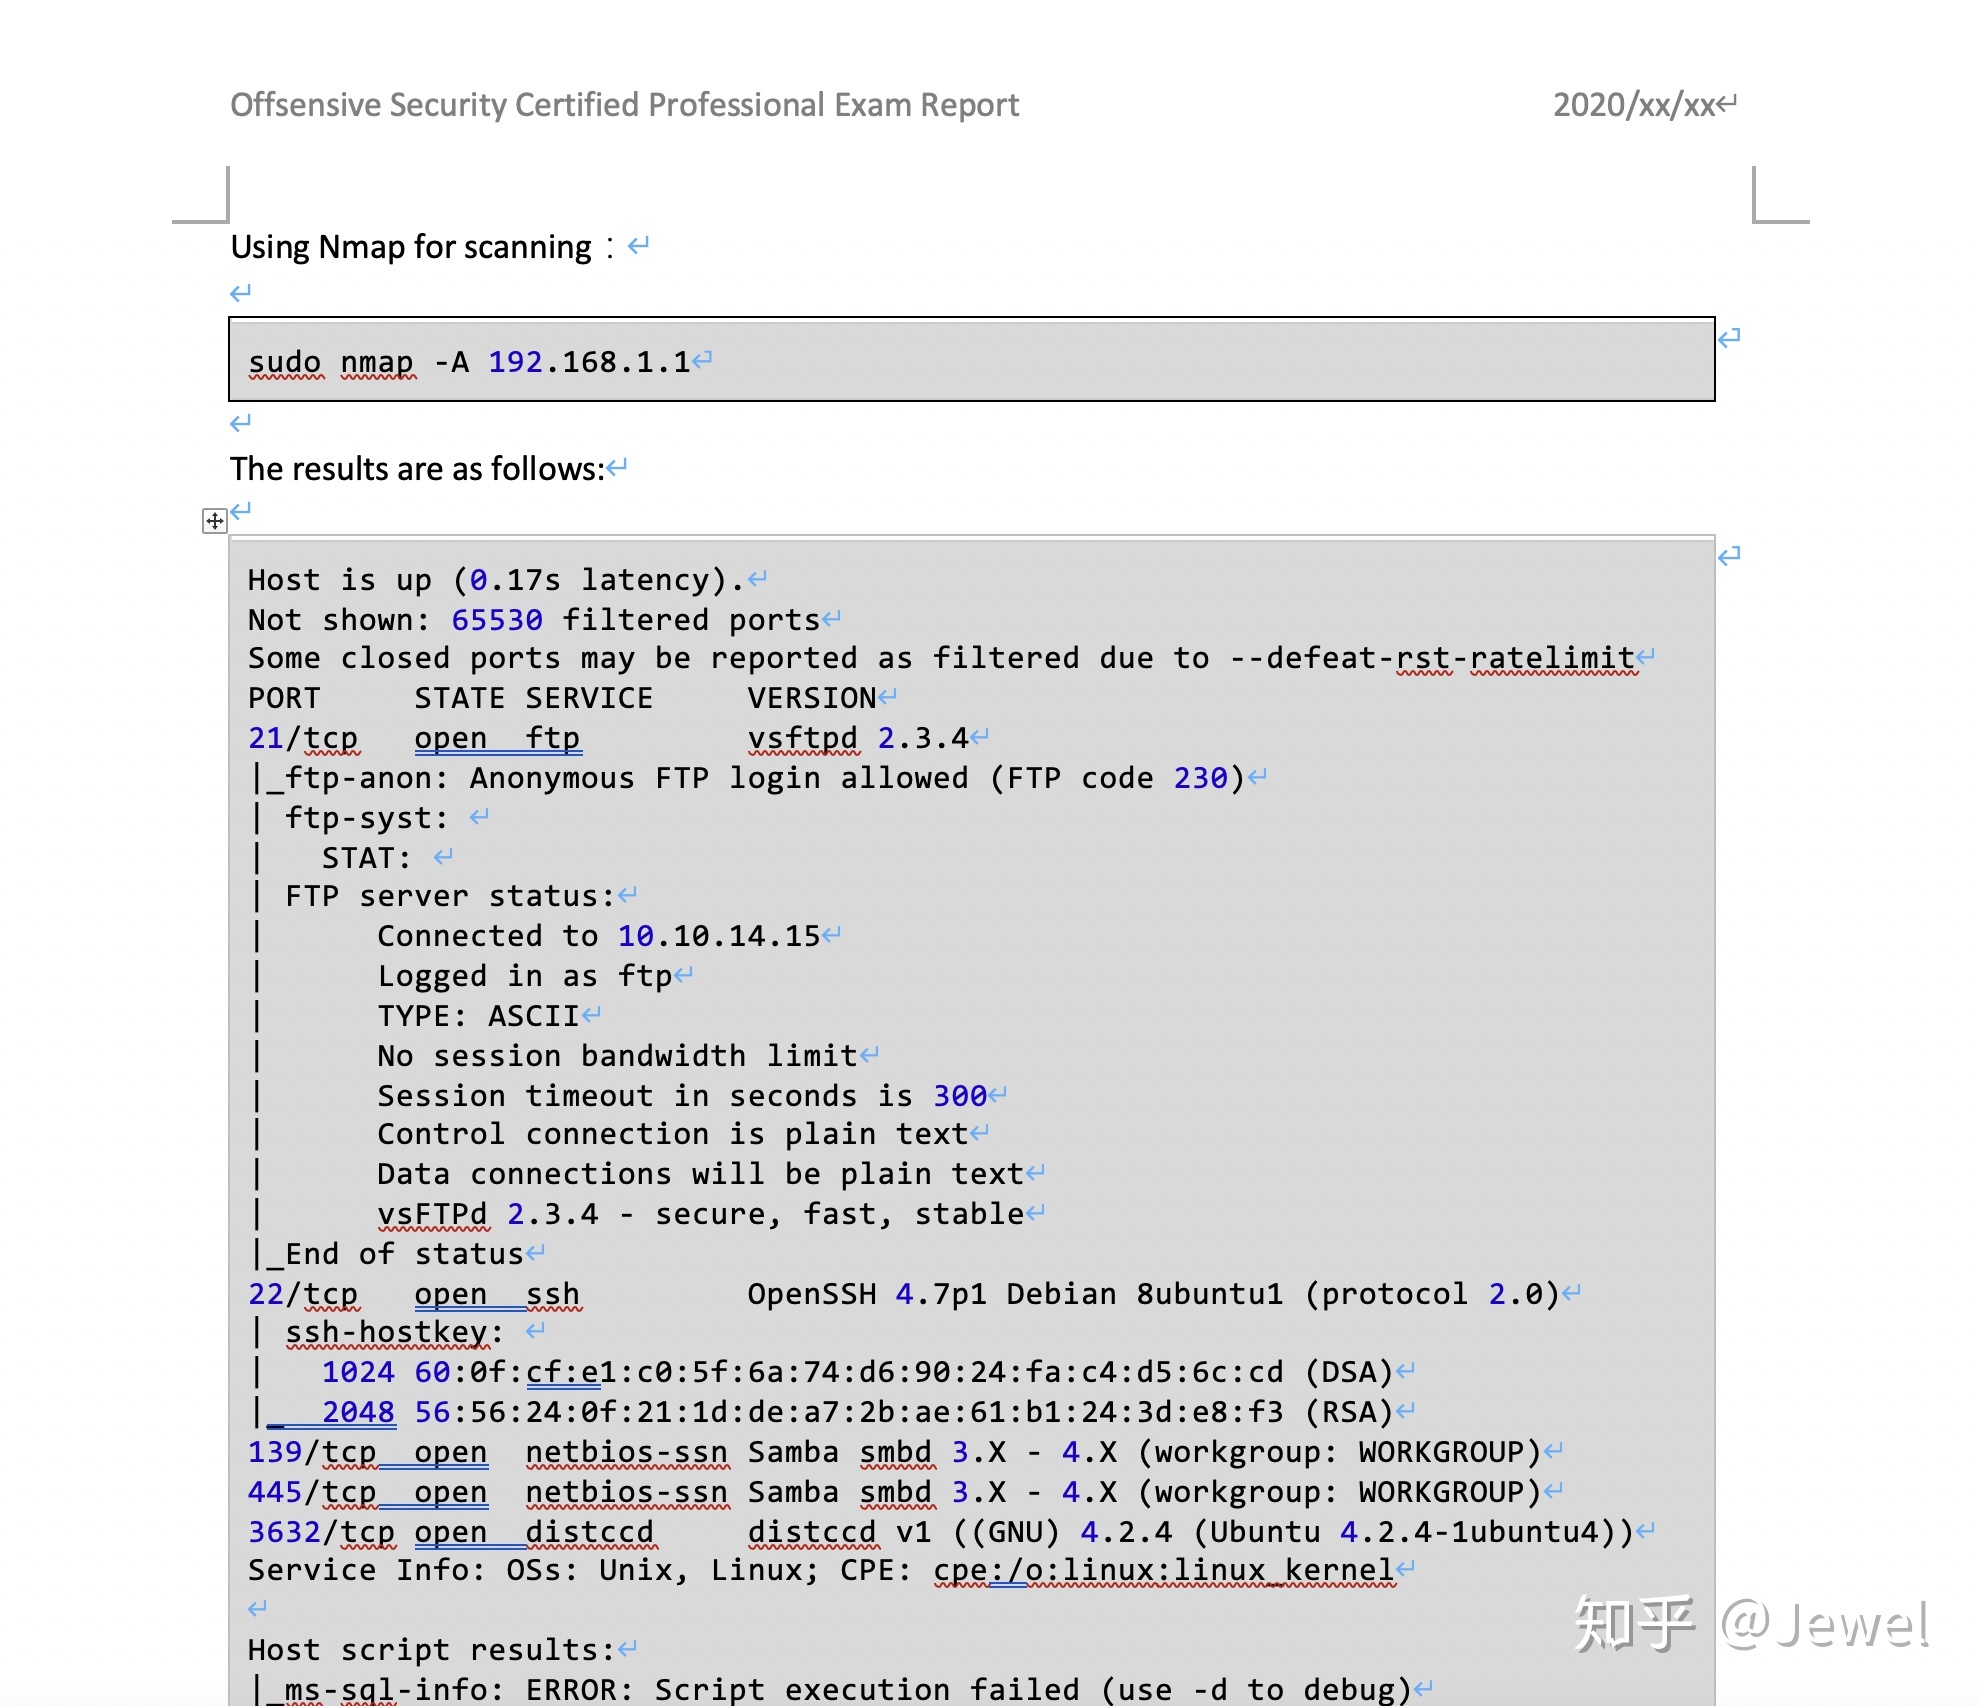 Offsensive Security Certified Professional Exam Report 2020/xx/xx
Using Nmap for scanning：
sudo nmap -A 192.168.1.1
The results are as follows:
Host is up (0.17s latency).
Not shown: 65530 filtered ports
Some closed ports may be reported as filtered due to --defeat-rst-ratelimit
PORT     STATE SERVICE     VERSION
21/tcp   open  ftp         vsftpd 2.3.4
|_ftp-anon: Anonymous FTP login allowed (FTP code 230)
| ftp-syst:
|   STAT:
| FTP server status:
|      Connected to 10.10.14.15
|      Logged in as ftp
|      TYPE: ASCII
|      No session bandwidth limit
|      Session timeout in seconds is 300
|      Control connection is plain text
|      Data connections will be plain text
|      vsFTPd 2.3.4 - secure, fast, stable
|_End of status
22/tcp   open  ssh         OpenSSH 4.7p1 Debian 8ubuntu1 (protocol 2.0)
| ssh-hostkey:
|   1024 60:0f:cf:e1:c0:5f:6a:74:d6:90:24:fa:c4:d5:6c:cd (DSA)
|_  2048 56:56:24:0f:21:1d:de:a7:2b:ae:61:b1:24:3d:e8:f3 (RSA)
139/tcp  open  netbios-ssn Samba smbd 3.X - 4.X (workgroup: WORKGROUP)
445/tcp  open  netbios-ssn Samba smbd 3.X - 4.X (workgroup: WORKGROUP)
3632/tcp open  distccd     distccd v1 ((GNU) 4.2.4 (Ubuntu 4.2.4-1ubuntu4))
Service Info: OSs: Unix, Linux; CPE: cpe:/o:linux:linux_kernel
Host script results:
|_ms-sql-info: ERROR: Script execution failed (use -d to debug)
知乎 @Jewel